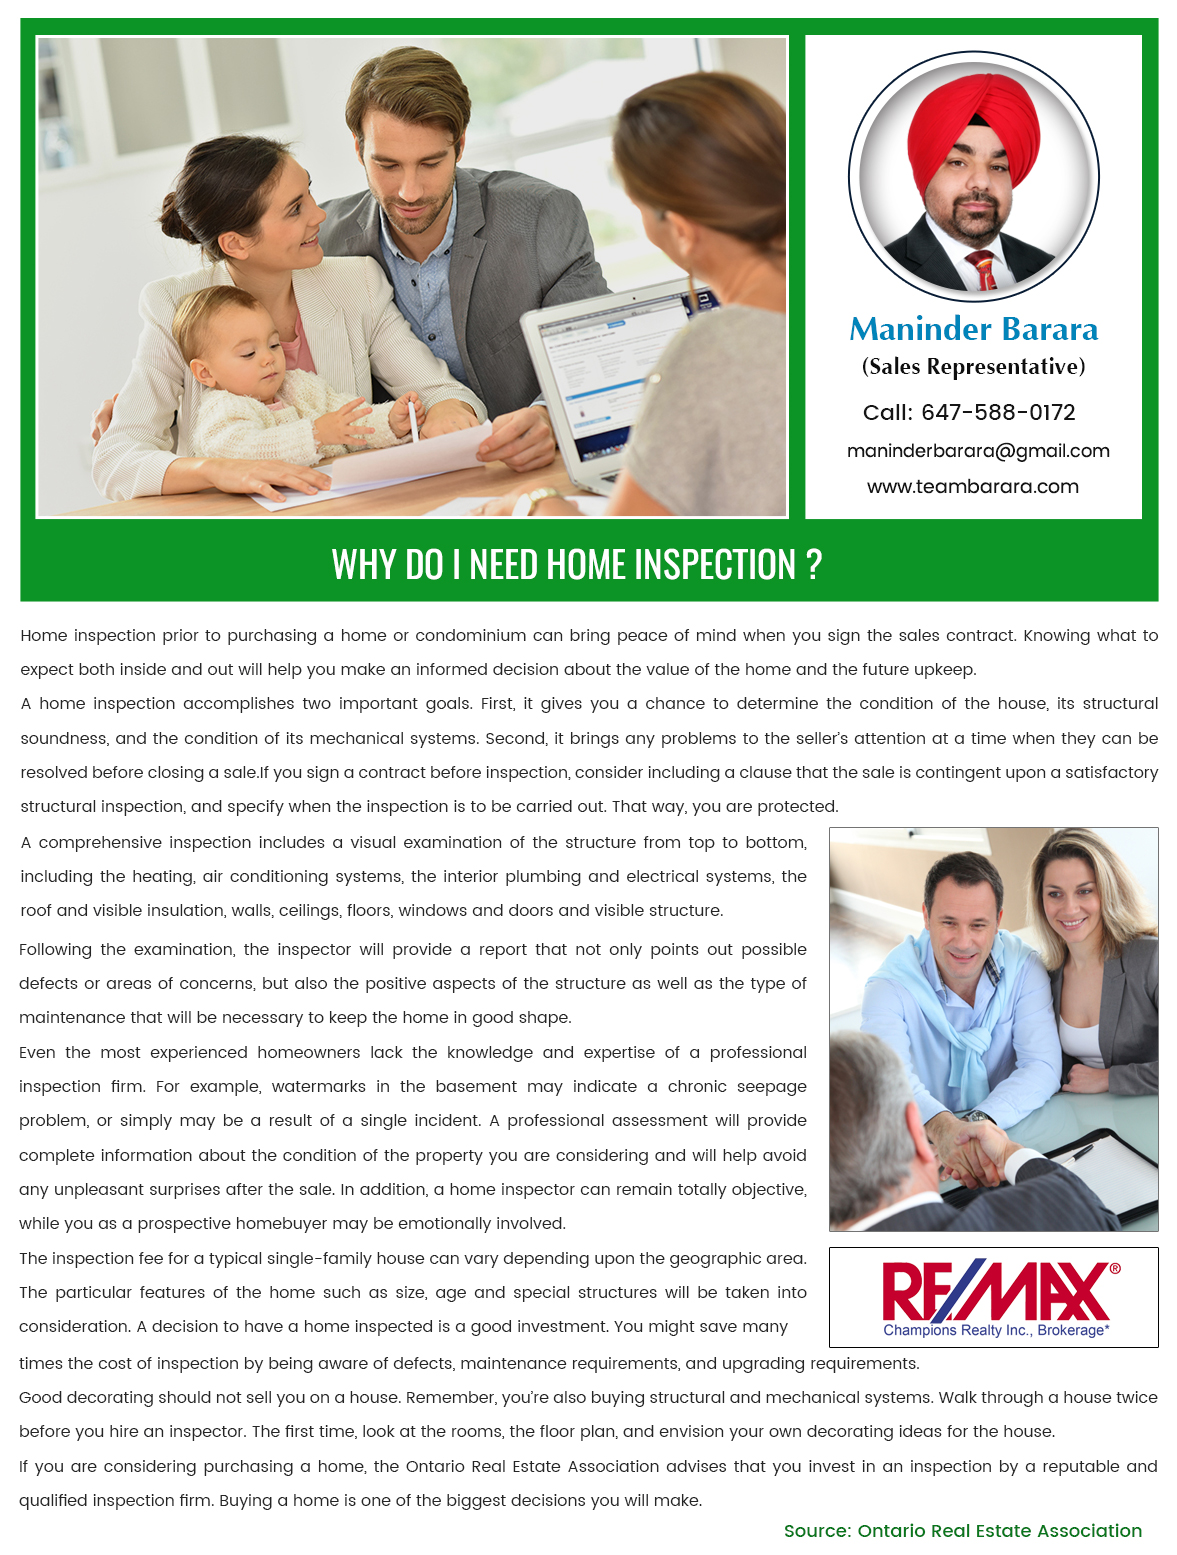 Maninder Barara
(Sales Representative)
Call: 647-588-0172
maninderbarara@gmail.com
www.teambarara.com
WHY DO I NEED HOME INSPECTION ?
Home inspection prior to purchasing a home or condominium can bring peace of mind when you sign the sales contract. Knowing what to
expect both inside and out will help you make an informed decision about the value of the home and the future upkeep.
A home inspection accomplishes two important goals. First, it gives you a chance to determine the condition of the house, its structural
soundness, and the condition of its mechanical systems. Second, it brings any problems to the seller's attention at a time when they can be
resolved before closing a sale.If you sign a contract before inspection, consider including a clause that the sale is contingent upon a satisfactory
structural inspection, and specify when the inspection is to be carried out. That way, you are protected.
A comprehensive inspection includes a visual examination of the structure from top to bottom,
including the heating, air conditioning systems, the interior plumbing and electrical systems, the
roof and visible insulation, walls, ceilings, floors, windows and doors and visible structure.
Following the examination, the inspector will provide a report that not only points out possible
defects or areas of concerns, but also the positive aspects of the structure as well as the type of
maintenance that will be necessary to keep the home in good shape.
Even the most experienced homeowners lack the knowledge and expertise of a professional
inspection firm. For example, watermarks in the basement may indicate a chronic seepage
problem, or simply may be a result of a single incident. A professional assessment will provide
complete information about the condition of the property you are considering and will help avoid
any unpleasant surprises after the sale. In addition, a home inspector can remain totally objective,
while you as a prospective homebuyer may be emotionally involved.
The inspection fee for a typical single-family house can vary depending upon the geographic area.
The particular features of the home such as size, age and special structures will be taken into
consideration. A decision to have a home inspected is a good investment. You might save many
times the cost of inspection by being aware of defects, maintenance requirements, and upgrading requirements.
RE/MAX®
Champions Realty Inc., Brokerage*
Good decorating should not sell you on a house. Remember, you're also buying structural and mechanical systems. Walk through a house twice
before you hire an inspector. The first time, look at the rooms, the floor plan, and envision your own decorating ideas for the house.
If you are considering purchasing a home, the Ontario Real Estate Association advises that you invest in an inspection by a reputable and
qualified inspection firm. Buying a home is one of the biggest decisions you will make.
Source: Ontario Real Estate Association